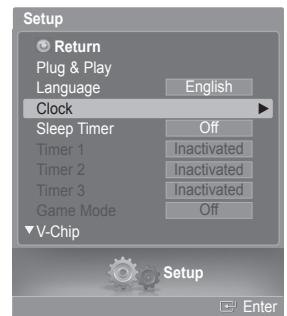 Setup
Return
Plug & Play
Language English
Clock ▶
Sleep Timer Off
Timer 1 Inactivated
Timer 2 Inactivated
Timer 3 Inactivated
Game Mode Off
▼V-Chip
Setup
Enter